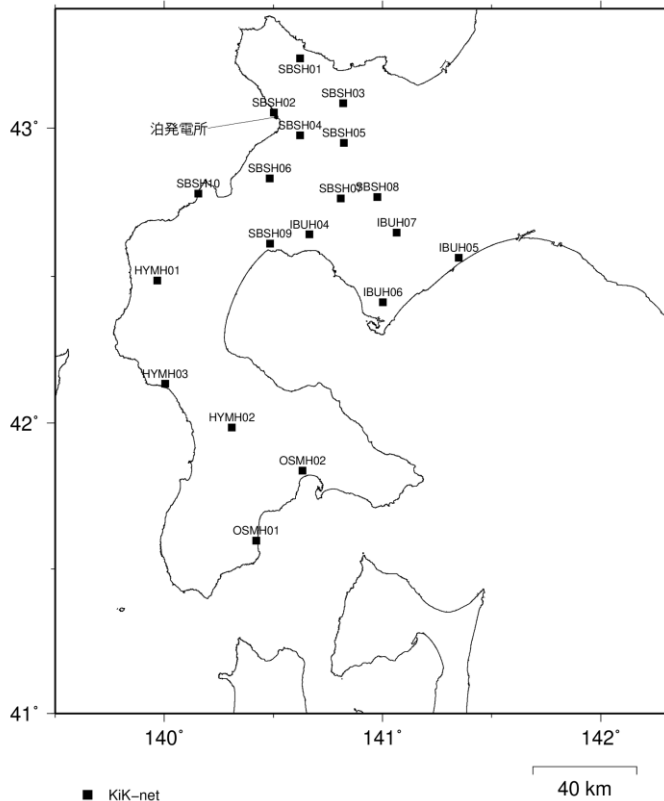 SBSH01
SBSH03
SBSH02
43°
泊発電所
SBSH04
SBSH05
SBSH06
SBSH10
SBSH07
SBSH08
IBUH04
IBUH07
SBSH09
IBUH05
HYMH01
IBUH06
HYMH03
42°
HYMH02
OSMH02
OSMH01
41°
140°
141°
142°
40 km
KiK-net